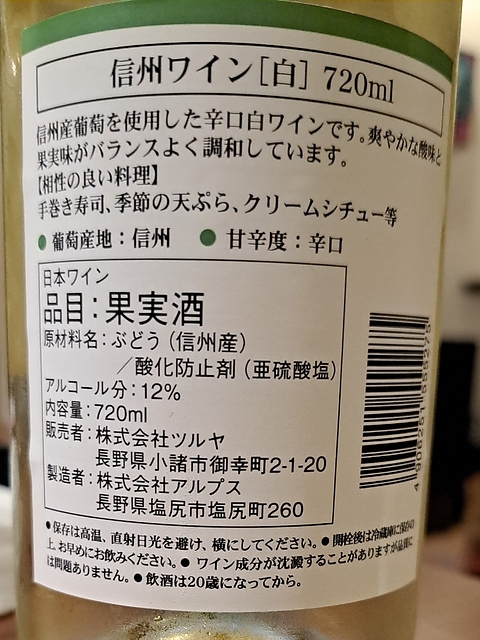 信州ワイン[白] 720ml
信州産葡萄を使用した辛口白ワインです。爽やかな酸味と
果実味がバランスよく調和しています。
【相性の良い料理】
手巻き寿司、季節の天ぷら、クリームシチュー等
●葡萄産地：信州 ●甘辛度：辛口
日本ワイン
品目：果実酒
原材料名：ぶどう（信州産）
／酸化防止剤（亜硫酸塩）
アルコール分：12%
内容量：720ml
販売者：株式会社ツルヤ
長野県小諸市御幸町2-1-20
製造者：株式会社アルプス
長野県塩尻市塩尻町260
●保存は高温、直射日光を避け、横にしてください。●開栓後は冷蔵庫に保存の
上、お早めにお飲みください。●ワイン成分が沈澱することがありますが品質に
は問題ありません。●飲酒は20歳になってから。